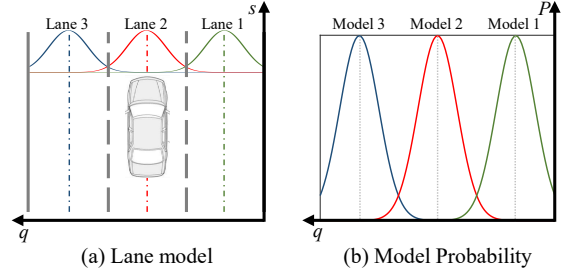 Lane 3 Lane 2 Lane 1 s
q
(a) Lane model
Model 3 Model 2 Model 1 P
q
(b) Model Probability